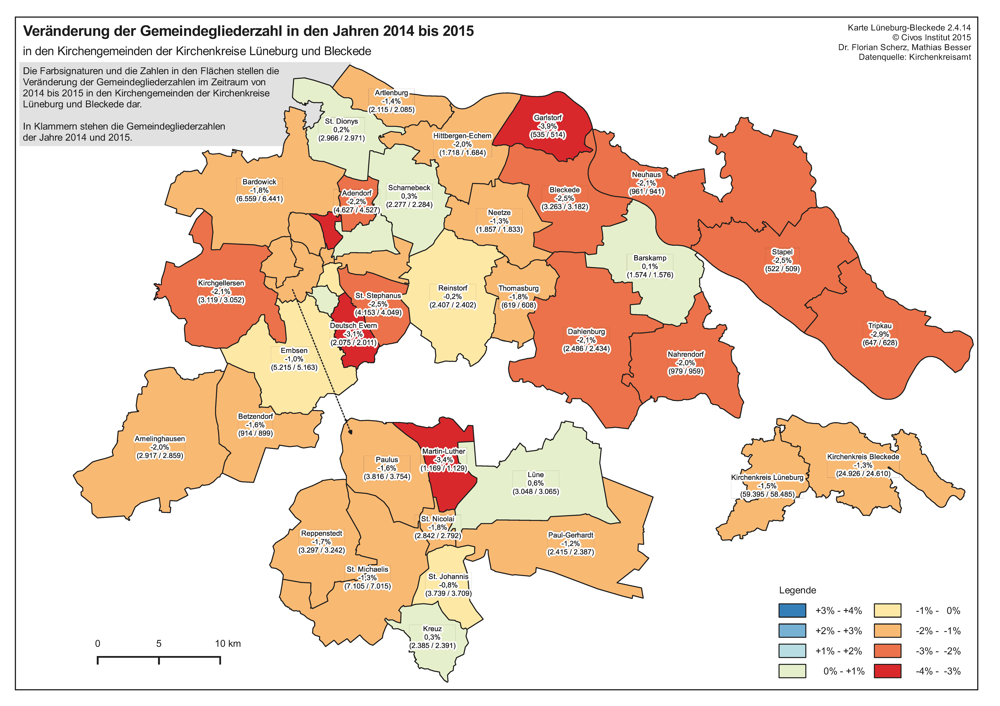 Veränderung der Gemeindegliederzahl in den Jahren 2014 bis 2015
in den Kirchengemeinden der Kirchenkreise Lüneburg und Bleckede
Karte Lüneburg-Bleckede 2.4.14
© Civos Institut 2015
Dr. Florian Scherz, Mathias Besser
Datenquelle: Kirchenkreisamt
Die Farbsignaturen und die Zahlen in den Flächen stellen die
Veränderung der Gemeindegliederzahlen im Zeitraum von
2014 bis 2015 in den Kirchengemeinden der Kirchenkreise
Lüneburg und Bleckede dar.
In Klammern stehen die Gemeindegliederzahlen
der Jahre 2014 und 2015.
Artlenburg
-1,4%
(2.115 / 2.085)
St. Dionys
0,2%
(2.966 / 2.971)
Garlstorf
-3,9%
(535 / 514)
Hittbergen-Echem
-2,0%
(1.718 / 1.684)
Bardowick
-1,8%
(6.559 / 6.441)
Adendorf
-2,2%
(4.627 / 4.527)
Scharnebeck
0,3%
(2.277 / 2.284)
Neuhaus
-2,1%
(961 / 941)
Bleckede
-2,5%
(3.263 / 3.182)
Neetze
-1,3%
(1.857 / 1.833)
Stapel
-2,5%
(522 / 509)
Barskamp
0,1%
(1.574 / 1.576)
Kirchgellersen
-2,1%
(3.119 / 3.052)
Reinstorf
-0,2%
(2.407 / 2.402)
Thomasburg
-1,8%
(619 / 608)
St. Stephanus
-2,5%
(4.153 / 4.049)
Deutsch Evern
-3,1%
(2.075 / 2.011)
Dahlenburg
-2,1%
(2.486 / 2.434)
Tripkau
-2,9%
(647 / 628)
Embsen
-1,0%
(5.215 / 5.163)
Nahrendorf
-2,0%
(979 / 959)
Betzendorf
-1,6%
(914 / 899)
Amelinghausen
-2,0%
(2.917 / 2.859)
Martin-Luther
-3,4%
(1.169 / 1.129)
Paulus
-1,6%
(3.816 / 3.754)
Lüne
0,6%
(3.048 / 3.065)
Kirchenkreis Bleckede
-1,3%
(24.926 / 24.610)
Kirchenkreis Lüneburg
-1,5%
(59.395 / 58.485)
St. Nicolai
-1,8%
(2.842 / 2.792)
Reppenstedt
-1,7%
(3.297 / 3.242)
Paul-Gerhardt
-1,2%
(2.415 / 2.387)
St. Michaelis
-1,3%
(7.105 / 7.015)
St. Johannis
-0,8%
(3.739 / 3.709)
Kreuz
0,3%
(2.385 / 2.391)
0 5 10 km
Legende
+3% - +4% -1% - 0%
+2% - +3% -2% - -1%
+1% - +2% -3% - -2%
0% - +1% -4% - -3%